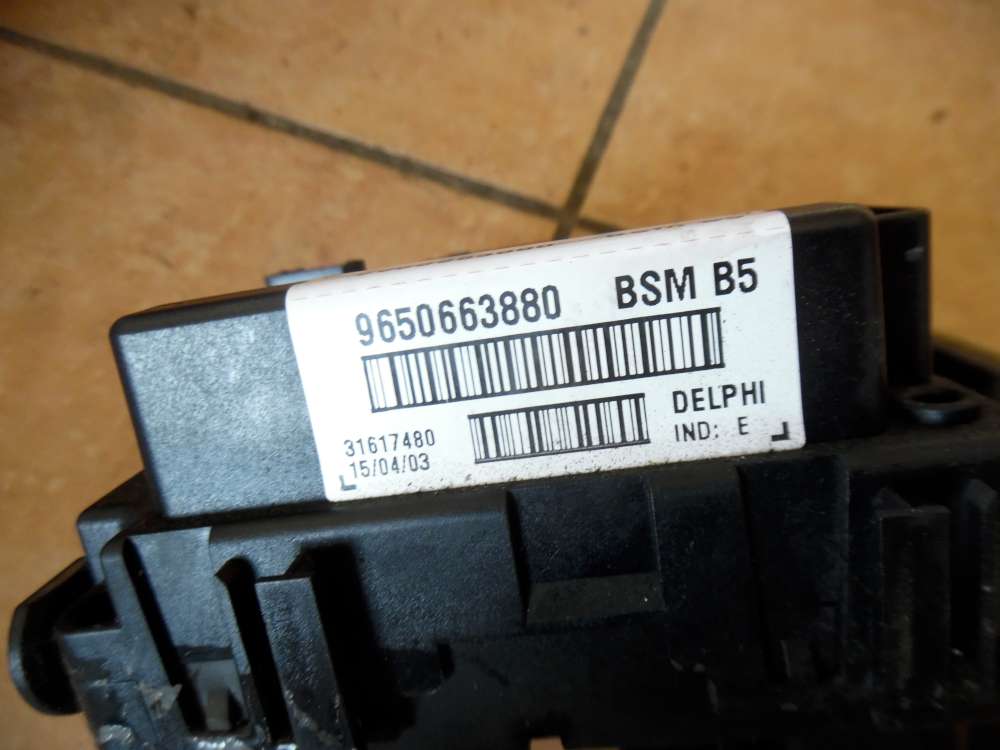 9650663880 BSM B5
DELPHI
31617480
IND: E
15/04/03